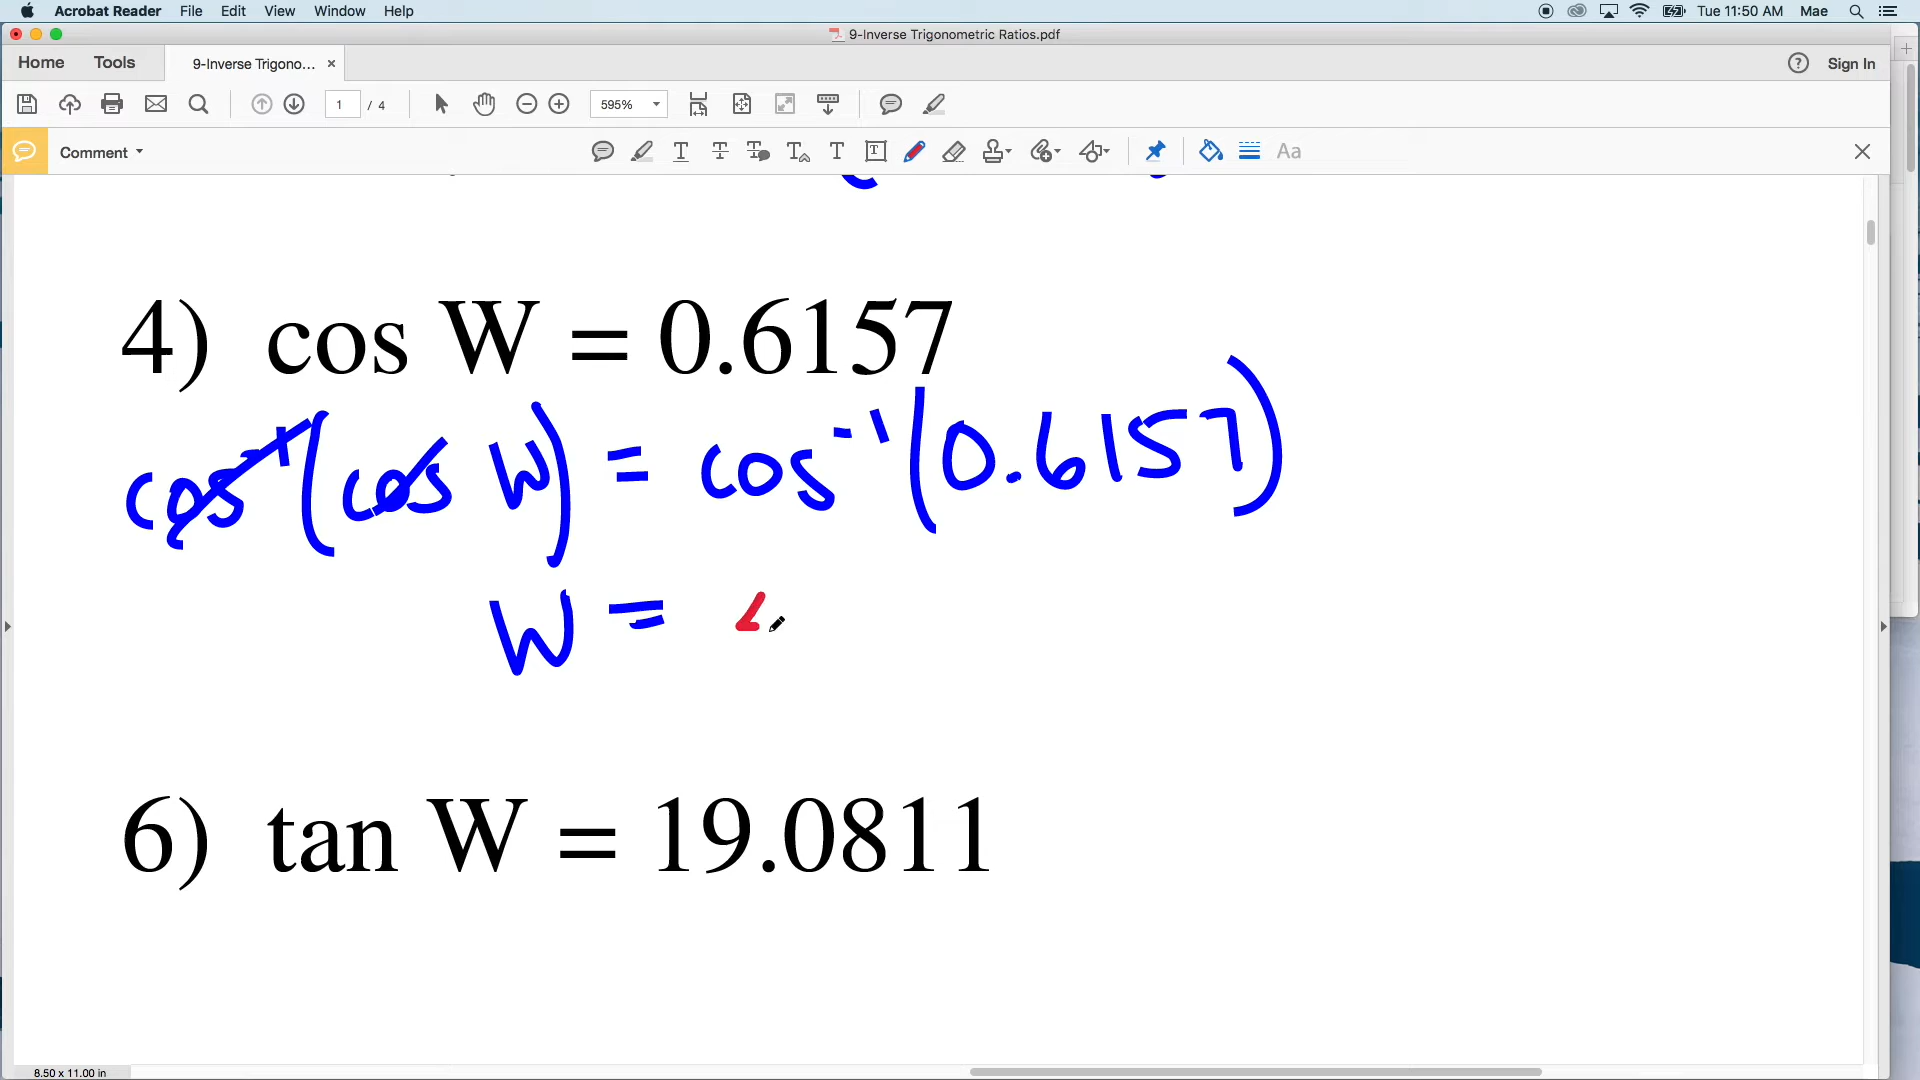 Acrobat Reader File Edit View Window Help Tue 11:50 AM Mae
9-Inverse Trigonometric Ratios.pdf
Home Tools 9-Inverse Trigono... × Sign In
1 / 4 595%
Comment Aa
4) cos W = 0.6157
cos⁻¹(cos W) = cos⁻¹(0.6157)
W =
6) tan W = 19.0811
8.50 x 11.00 in